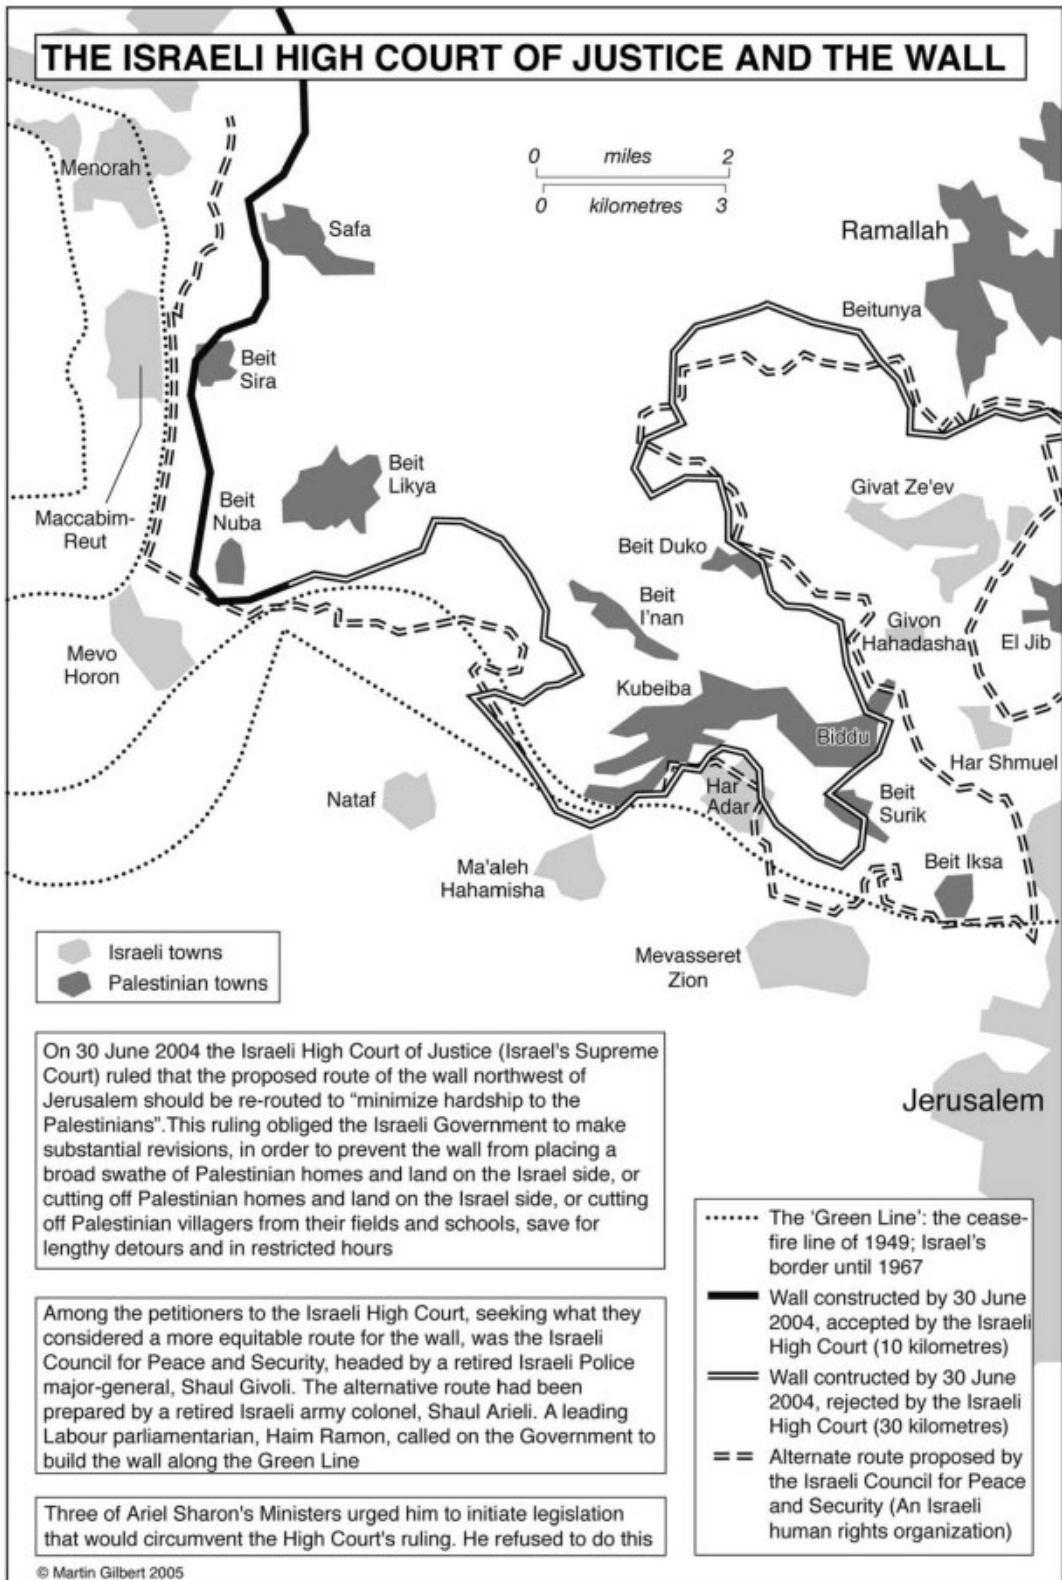 THE ISRAELI HIGH COURT OF JUSTICE AND THE WALL
0 miles 2
0 kilometres 3
Menorah
Safa
Ramallah
Beitunya
Beit
Sira
Beit
Likya
Maccabim-
Reut
Beit
Nuba
Givat Ze'ev
Beit Duko
Beit
I'nan
Givon
Hahadasha
El Jib
Mevo
Horon
Kubeiba
Biddu
Har Shmuel
Nataf
Har
Adar
Beit
Surik
Ma'aleh
Hahamisha
Beit Iksa
Mevasseret
Zion
Jerusalem
Israeli towns
Palestinian towns
On 30 June 2004 the Israeli High Court of Justice (Israel's Supreme
Court) ruled that the proposed route of the wall northwest of
Jerusalem should be re-routed to “minimize hardship to the
Palestinians”.This ruling obliged the Israeli Government to make
substantial revisions, in order to prevent the wall from placing a
broad swathe of Palestinian homes and land on the Israel side, or
cutting off Palestinian homes and land on the Israel side, or cutting
off Palestinian villagers from their fields and schools, save for
lengthy detours and in restricted hours
Among the petitioners to the Israeli High Court, seeking what they
considered a more equitable route for the wall, was the Israeli
Council for Peace and Security, headed by a retired Israeli Police
major-general, Shaul Givoli. The alternative route had been
prepared by a retired Israeli army colonel, Shaul Arieli. A leading
Labour parliamentarian, Haim Ramon, called on the Government to
build the wall along the Green Line
Three of Ariel Sharon's Ministers urged him to initiate legislation
that would circumvent the High Court's ruling. He refused to do this
The ‘Green Line’: the cease-
fire line of 1949; Israel's
border until 1967
Wall constructed by 30 June
2004, accepted by the Israeli
High Court (10 kilometres)
Wall contructed by 30 June
2004, rejected by the Israeli
High Court (30 kilometres)
Alternate route proposed by
the Israeli Council for Peace
and Security (An Israeli
human rights organization)
© Martin Gilbert 2005